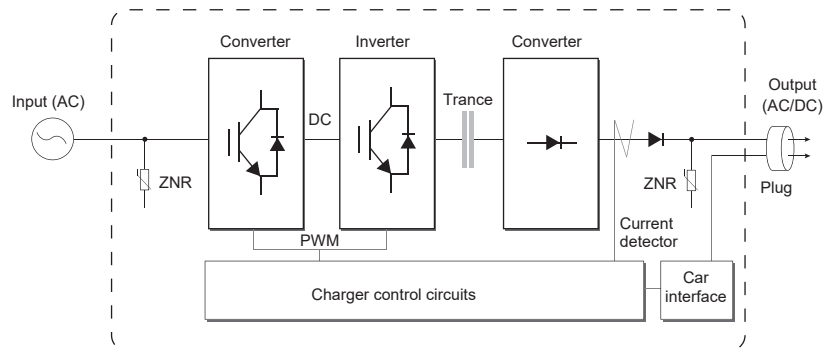 Converter
Inverter
Converter
Input (AC)
DC
Trance
Output
(AC/DC)
ZNR
ZNR
Plug
PWM
Current
detector
Charger control circuits
Car
interface